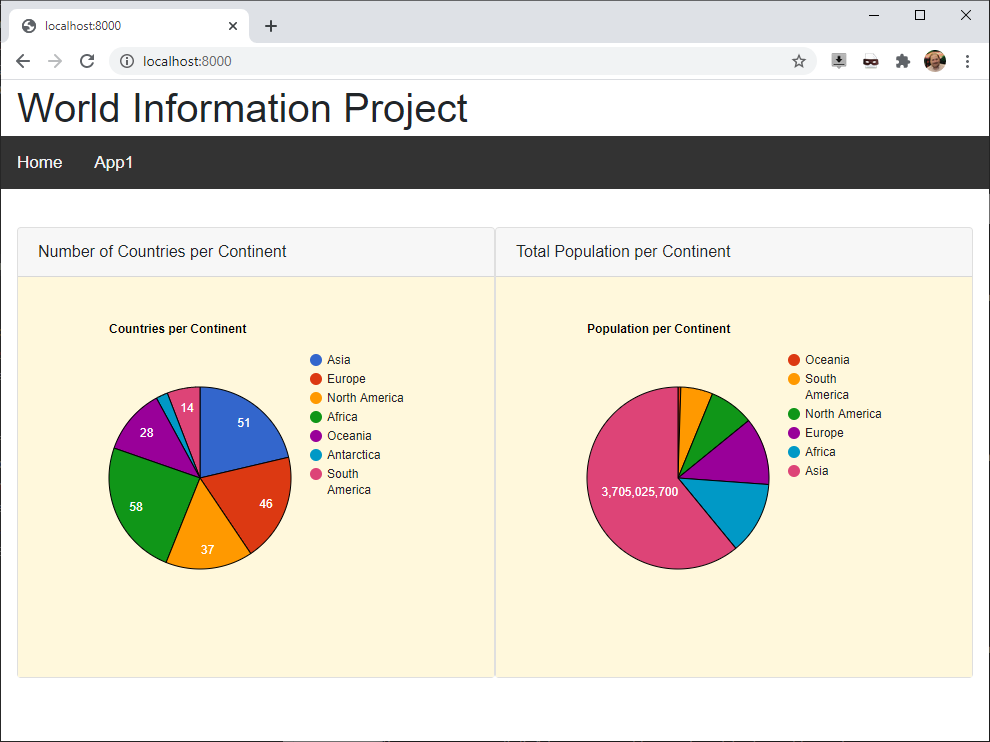 localhost:8000
localhost:8000
World Information Project
Home App1
Number of Countries per Continent
Countries per Continent
Asia
Europe
North America
Africa
Oceania
Antarctica
South
America
14
51
28
46
58
37
Total Population per Continent
Population per Continent
Oceania
South
America
North America
Europe
Africa
Asia
3,705,025,700